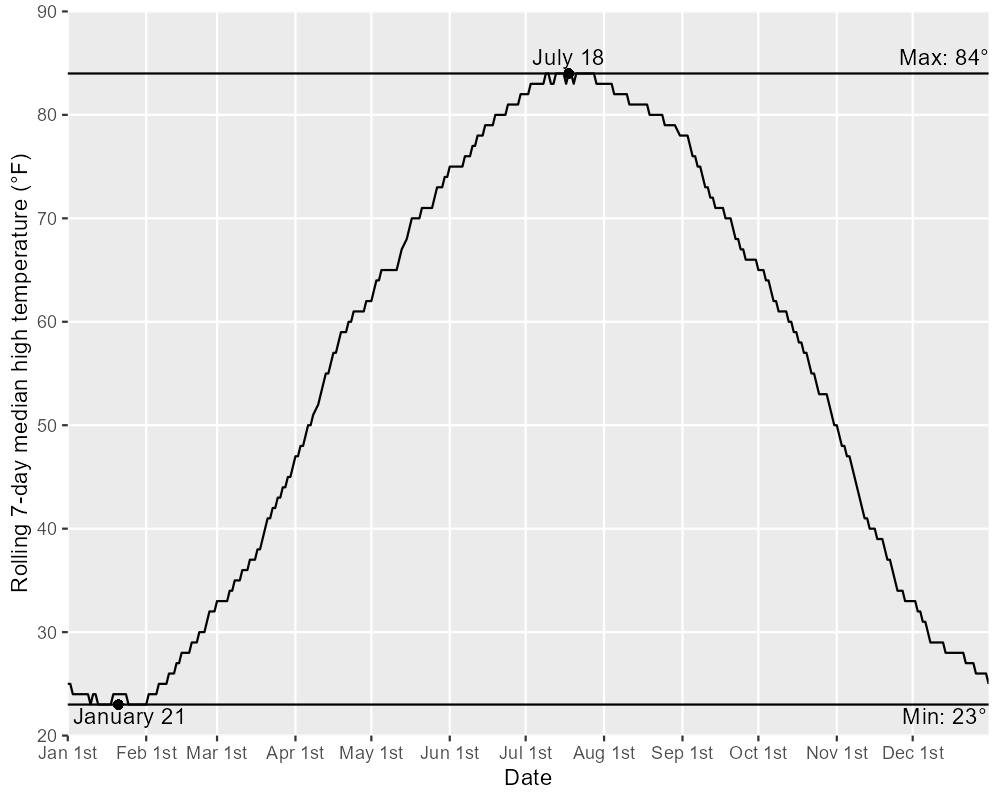 90
July 18
Max: 84°
80
70
60
50
40
30
20
Rolling 7-day median high temperature (°F)
January 21
Min: 23°
Jan 1st Feb 1st Mar 1st Apr 1st May 1st Jun 1st Jul 1st Aug 1st Sep 1st Oct 1st Nov 1st Dec 1st
Date